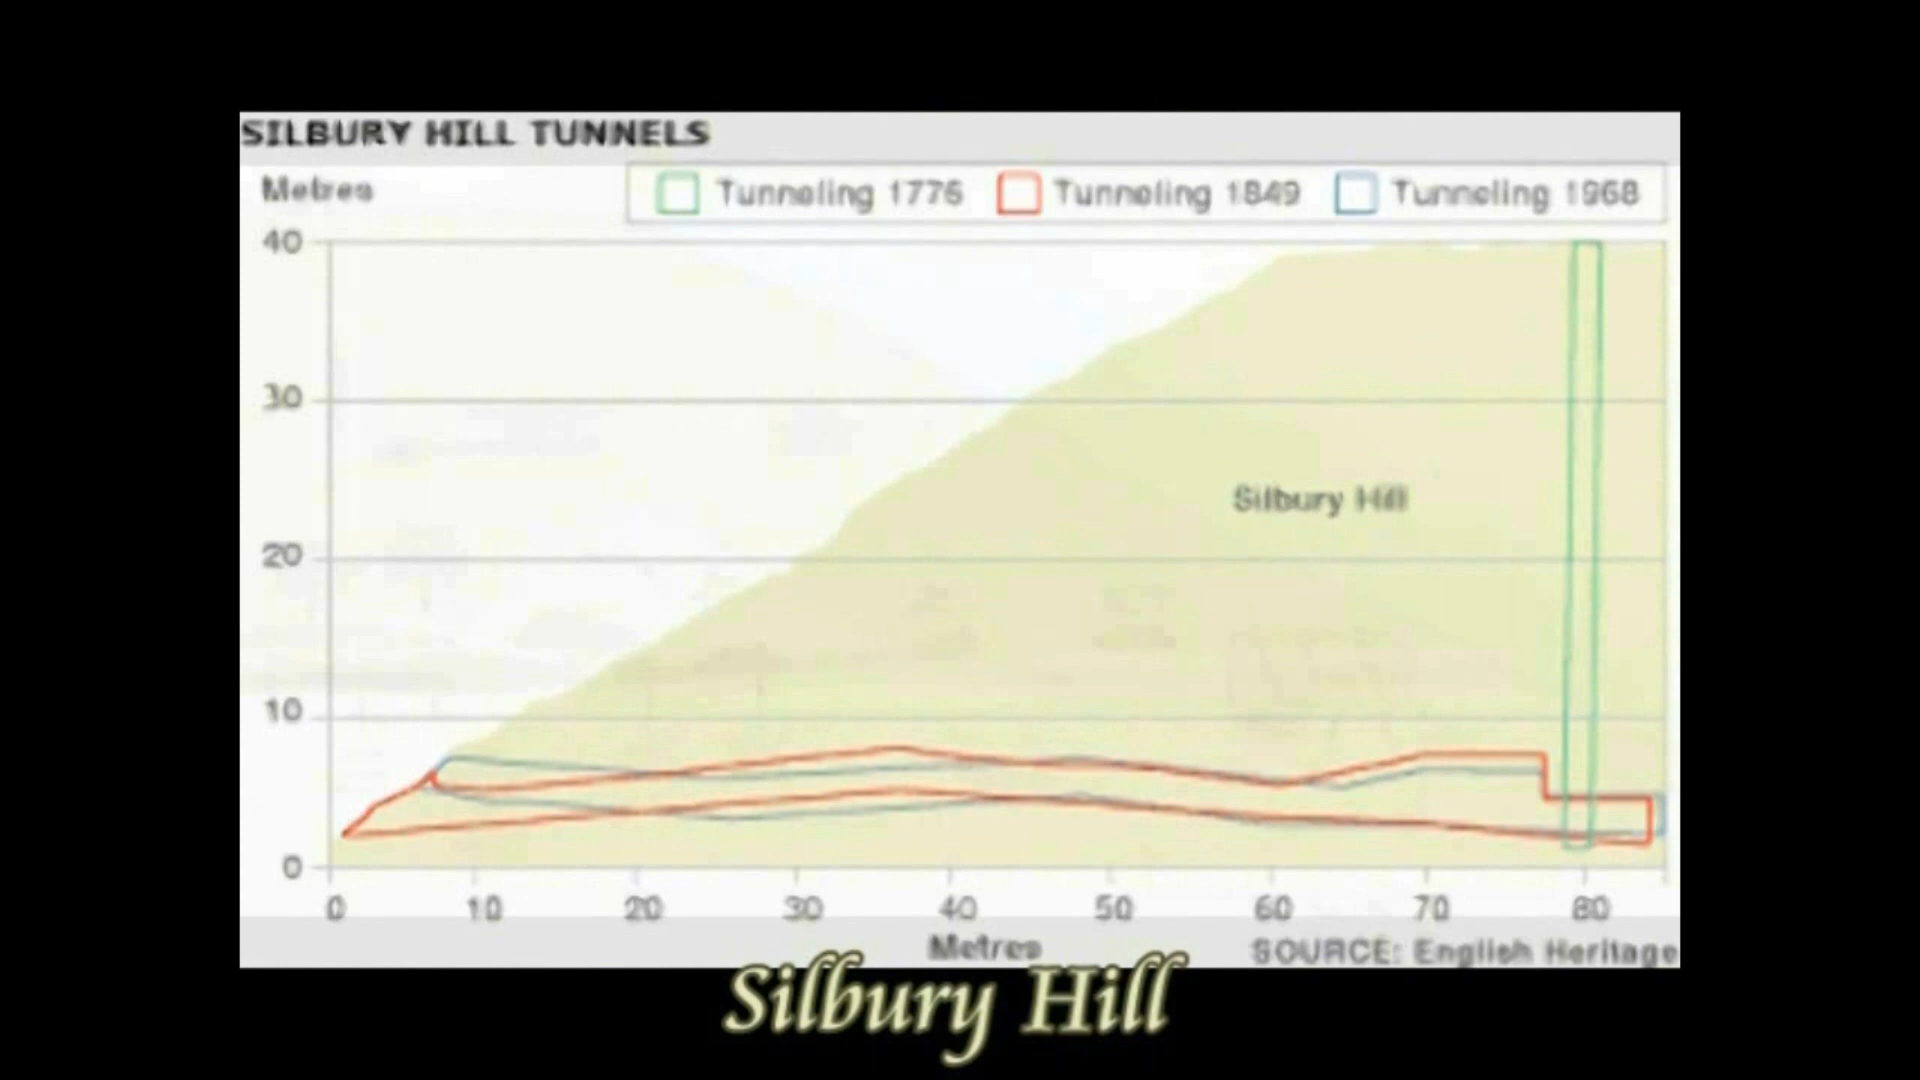 SILBURY HILL TUNNELS
Metres
Tunneling 1776 Tunneling 1849 Tunneling 1968
40
30
Silbury Hill
20
10
0
0 10 20 30 40 50 60 70 80
Metres
SOURCE: English Heritage
Silbury Hill